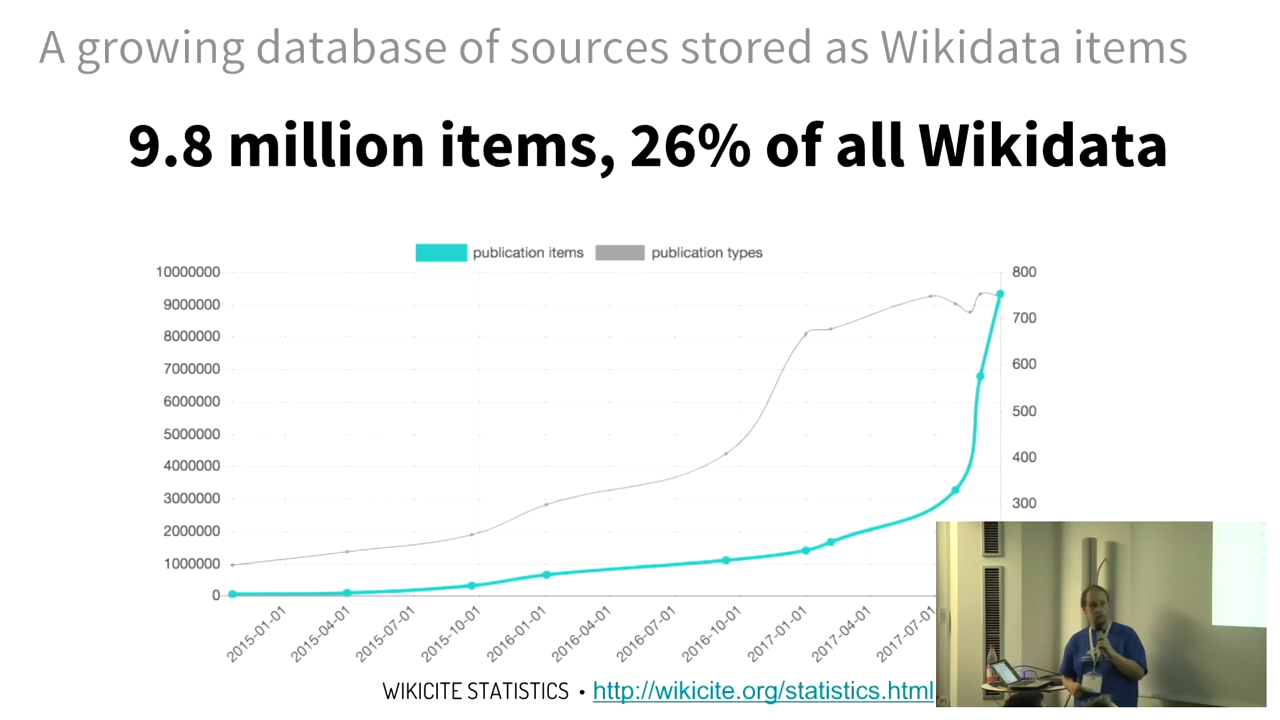 A growing database of sources stored as Wikidata items
9.8 million items, 26% of all Wikidata
publication items publication types
10000000 800
9000000
700
8000000
7000000 600
6000000
500
5000000
4000000 400
3000000 300
2000000
1000000
0
2015-01-01 2015-04-01 2015-07-01 2015-10-01 2016-01-01 2016-04-01 2016-07-01 2016-10-01 2017-01-01 2017-04-01 2017-07-01
WIKICITE STATISTICS • http://wikicite.org/statistics.html